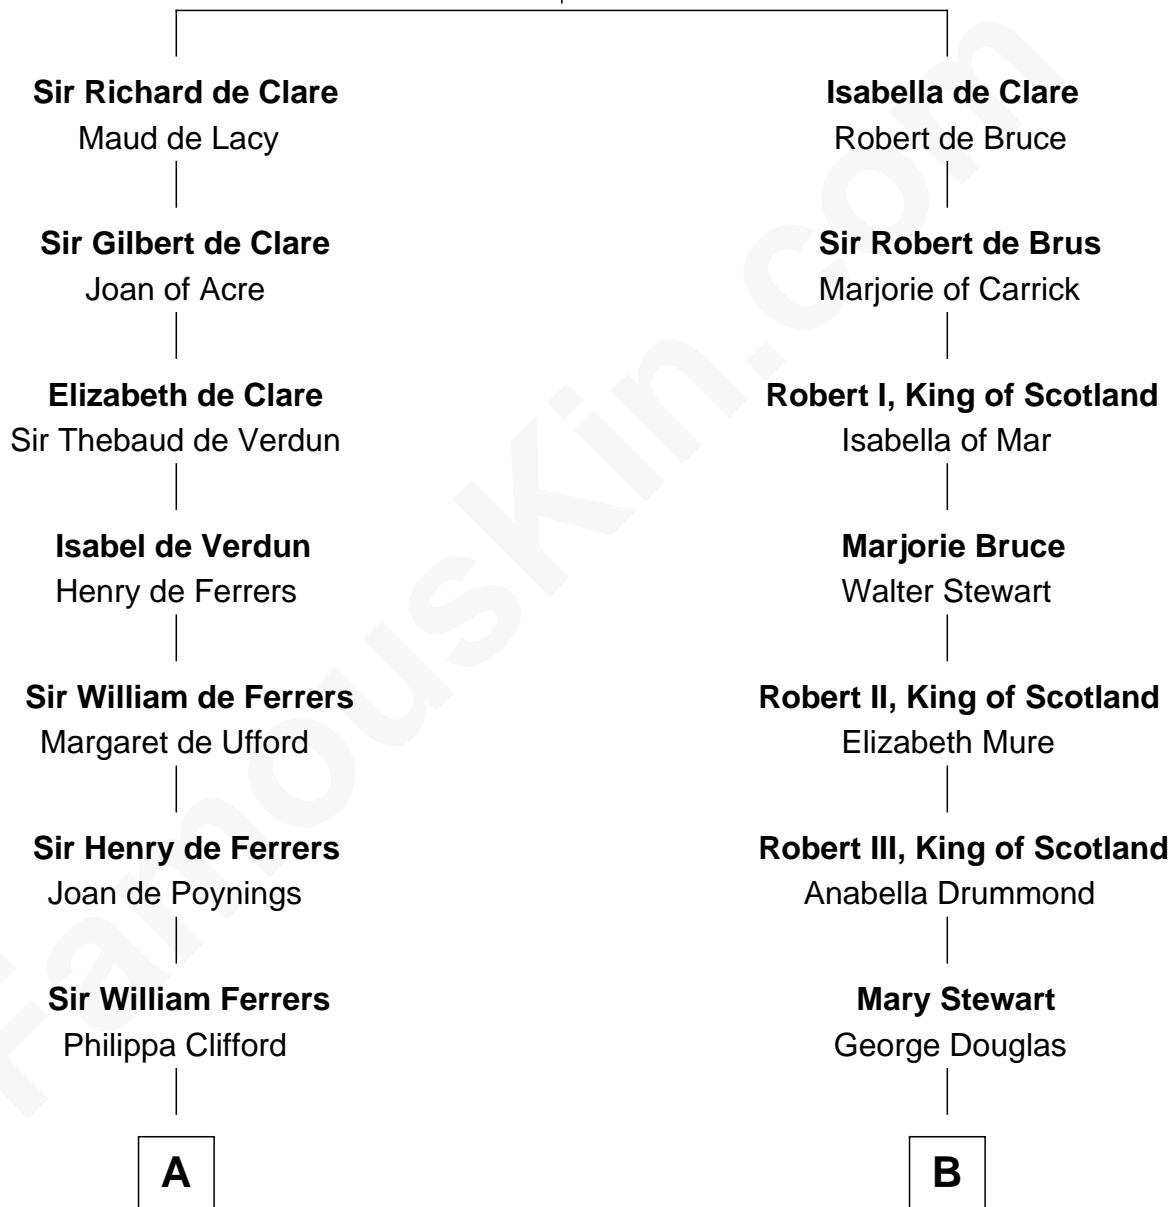 Sir Richard de Clare
Maud de Lacy
Isabella de Clare
Robert de Bruce
Sir Gilbert de Clare
Joan of Acre
Sir Robert de Brus
Marjorie of Carrick
Elizabeth de Clare
Sir Thebaud de Verdun
Robert I, King of Scotland
Isabella of Mar
Isabel de Verdun
Henry de Ferrers
Marjorie Bruce
Walter Stewart
Sir William de Ferrers
Margaret de Ufford
Robert II, King of Scotland
Elizabeth Mure
Sir Henry de Ferrers
Joan de Poynings
Robert III, King of Scotland
Anabella Drummond
Sir William Ferrers
Philippa Clifford
Mary Stewart
George Douglas
A
B
FamousKin.com